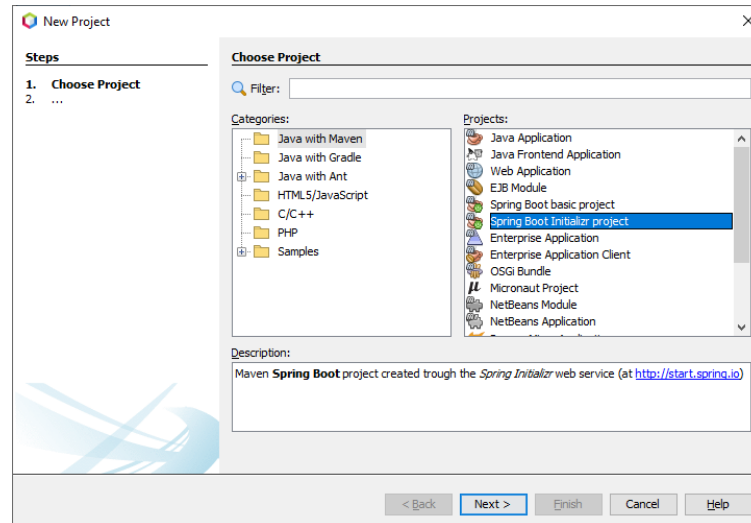 New Project
Steps
1. Choose Project
2. ...
Choose Project
Filter:
Categories:
Java with Maven
Java with Gradle
Java with Ant
HTML5/JavaScript
C/C++
PHP
Samples
Projects:
Java Application
Java Frontend Application
Web Application
EJB Module
Spring Boot basic project
Spring Boot Initializr project
Enterprise Application
Enterprise Application Client
OSGi Bundle
Micronaut Project
NetBeans Module
NetBeans Application
Description:
Maven Spring Boot project created trough the Spring Initializr web service (at http://start.spring.io)
< Back
Next >
Finish
Cancel
Help